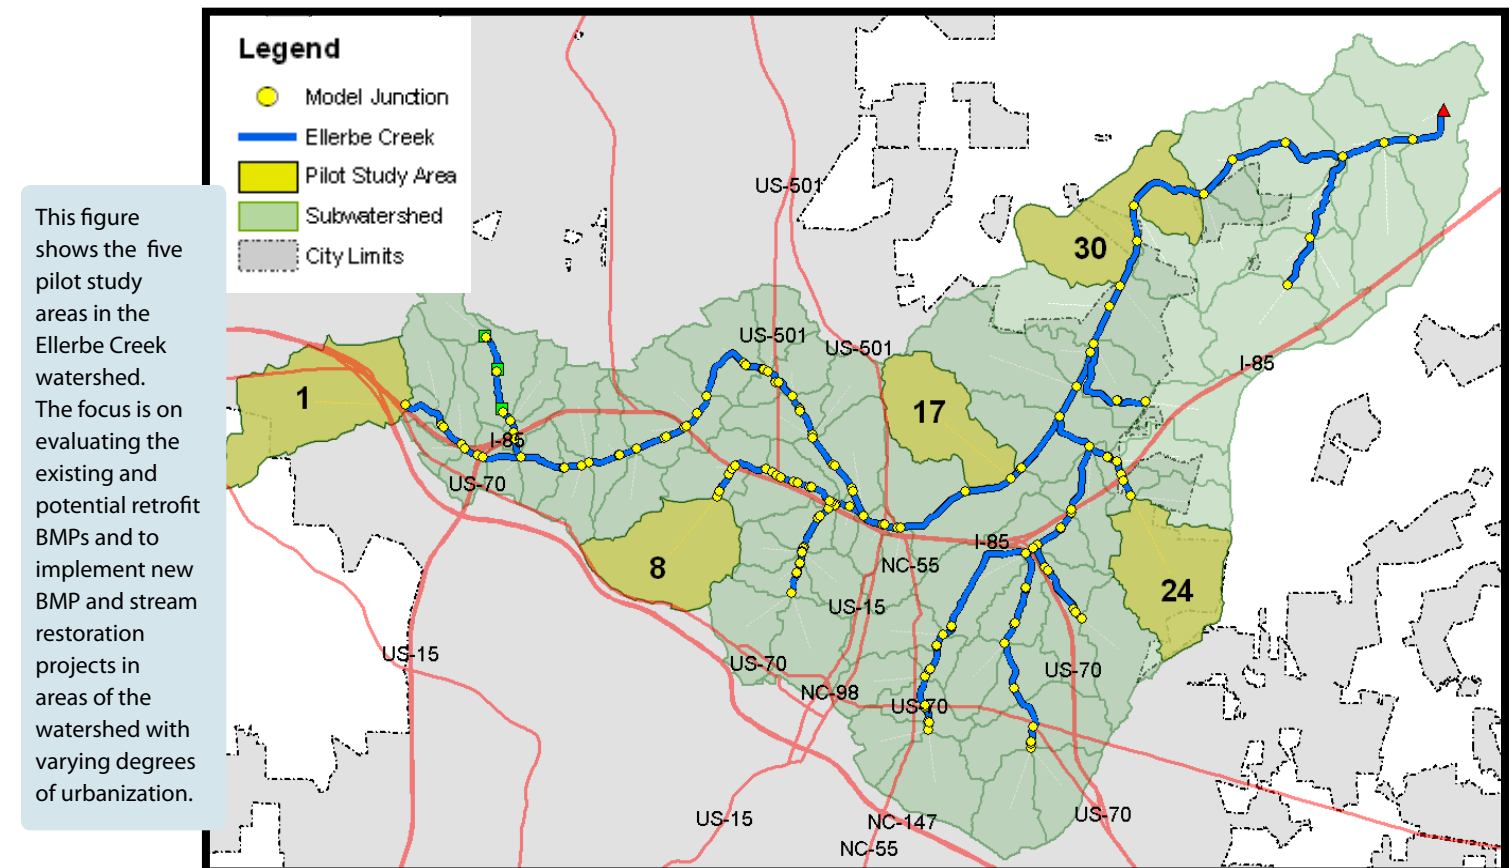 Legend
Model Junction
Ellerbe Creek
Pilot Study Area
Subwatershed
City Limits
This figure
shows the five
pilot study
areas in the
Ellerbe Creek
watershed.
The focus is on
evaluating the
existing and
potential retrofit
BMPs and to
implement new
BMP and stream
restoration
projects in
areas of the
watershed with
varying degrees
of urbanization.
US-501
30
US-501
US-501
I-85
1
17
I-85
US-70
I-85
NC-55
8
24
US-15
US-15
US-70
US-70
NC-98
US-70
US-15
US-70
NC-147
NC-55